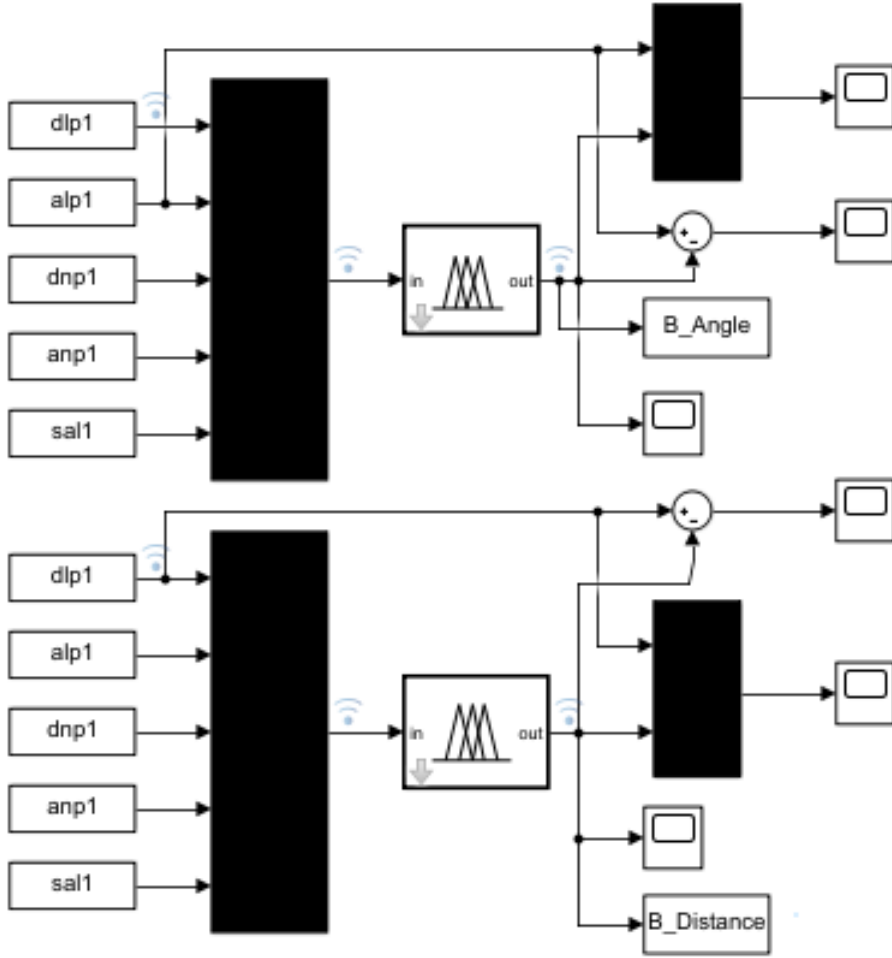 dlp1
alp1
dnp1
anp1
sal1
in
out
+
-
B_Angle
dlp1
alp1
dnp1
anp1
sal1
in
out
+
-
B_Distance